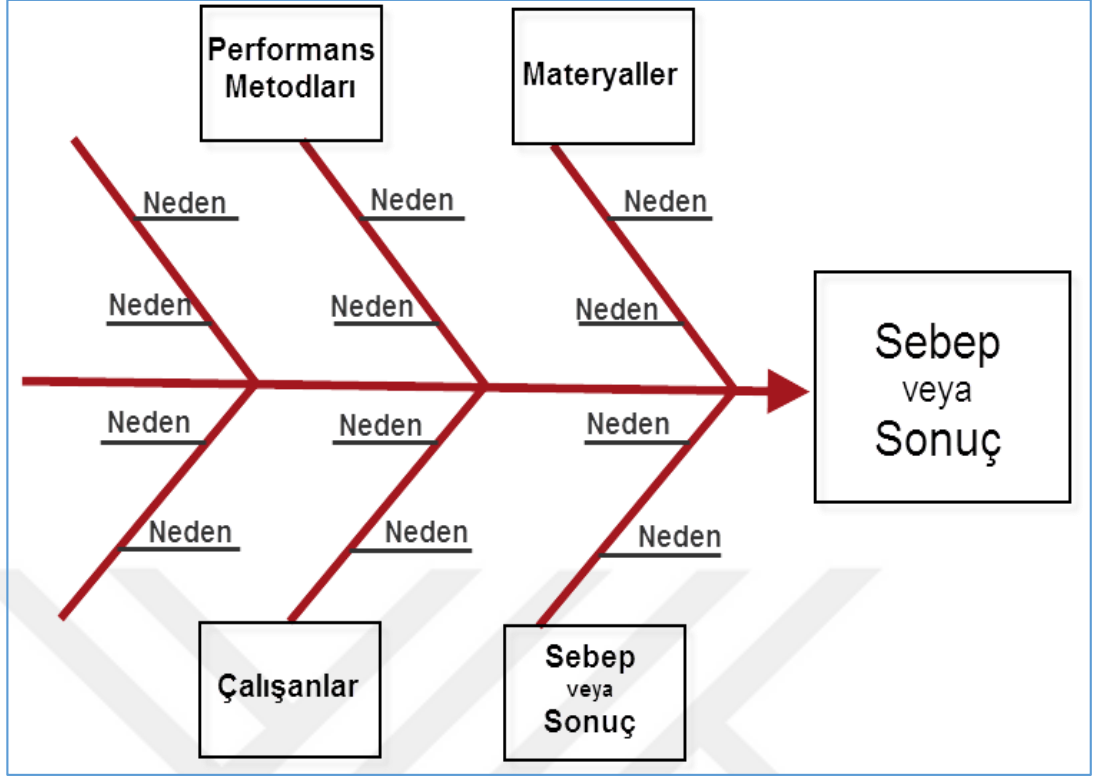 Performans
Metodları
Materyaller
Neden
Neden
Neden
Neden
Neden
Neden
Sebep
veya
Sonuç
Neden
Neden
Neden
Neden
Neden
Neden
Çalışanlar
Sebep
veya
Sonuç